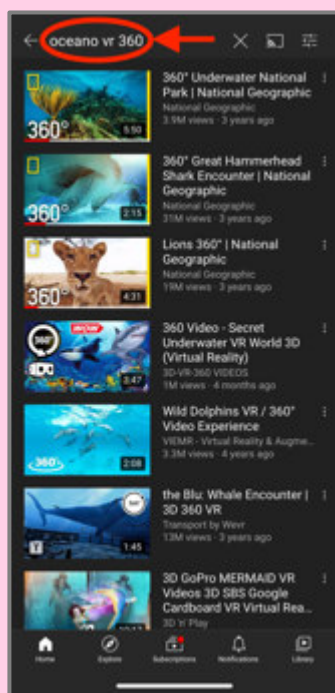 oceano vr 360
360° Underwater National
Park | National Geographic
National Geographic
3.9M views · 3 years ago
360°
5:50
360° Great Hammerhead
Shark Encounter | National
Geographic
National Geographic
31M views · 3 years ago
360°
2:15
Lions 360° | National
Geographic
National Geographic
19M views · 3 years ago
360°
4:31
360 Video - Secret
Underwater VR World 3D
(Virtual Reality)
3D-VR-360 VIDEOS
1M views · 4 months ago
360°
3:47
Wild Dolphins VR / 360°
Video Experience
VIEMR - Virtual Reality & Augme...
3.3M views · 4 years ago
360°
2:08
the Blu: Whale Encounter |
3D 360 VR
Transport by Wevr
13M views · 3 years ago
360°
1:45
3D GoPro MERMAID VR
Videos 3D SBS Google
Cardboard VR Virtual Rea...
3D 'n' Play
Home
Explore
Subscriptions
Notifications
Library